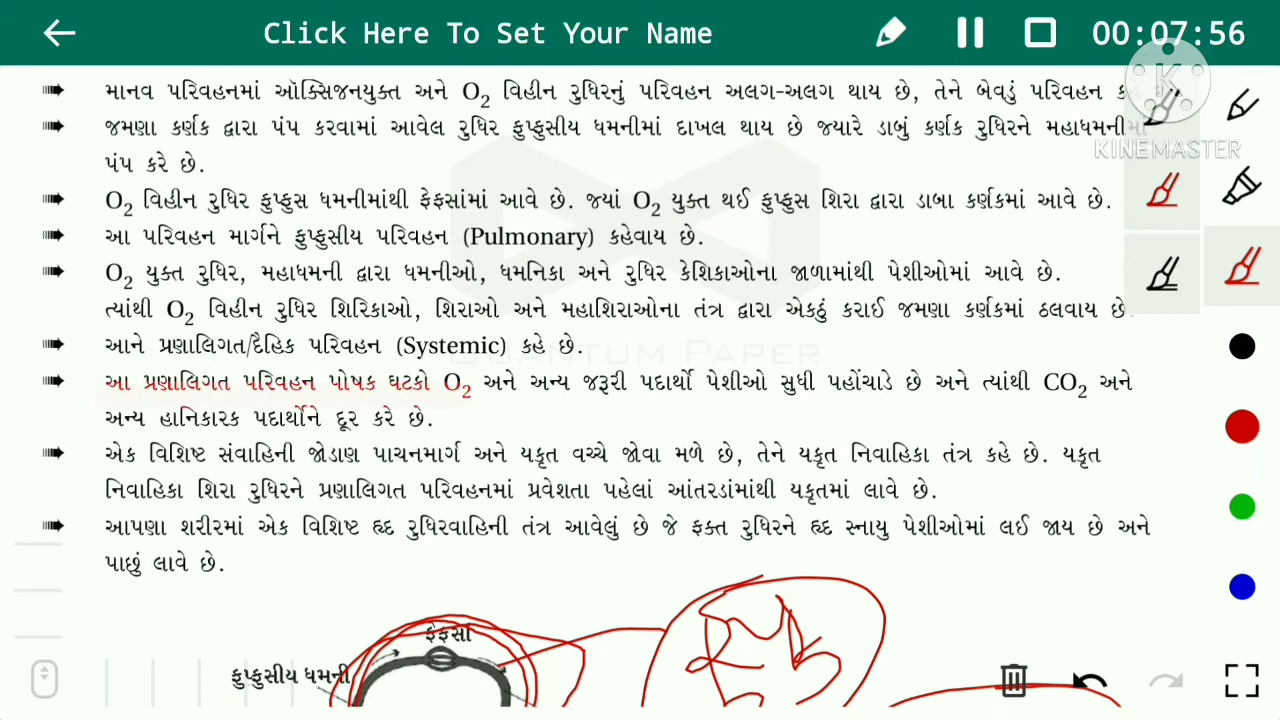 Click Here To Set Your Name
00:07:56
માનવ પરિવહનમાં ઑક્સિજનયુક્ત અને O2 વિહીન રુધિરનું પરિવહન અલગ-અલગ થાય છે, તેને બેવડું પરિવહન
જમણા કર્ણક દ્વારા પંપ કરવામાં આવેલ રુધિર ફુપ્ફુસીય ધમનીમાં દાખલ થાય છે જ્યારે ડાબું કર્ણક રુધિરને મહાધમનીમાં
KINEMASTER
પંપ કરે છે.
O2 વિહીન રુધિર ફુપ્ફુસ ધમનીમાંથી ફેફસાંમાં આવે છે. જયાં O2 યુક્ત થઈ ફુપ્ફુસ શિરા દ્વારા ડાબા કર્ણકમાં આવે છે.
આ પરિવહન માર્ગને ફુપ્ફુસીય પરિવહન (Pulmonary) કહેવાય છે.
O2 યુક્ત રુધિર, મહાધમની દ્વારા ધમનીઓ, ધમનિકા અને રુધિર કેશિકાઓના જાળામાંથી પેશીઓમાં આવે છે.
ત્યાંથી O2 વિહીન રુધિર શિરિકાઓ, શિરાઓ અને મહાશિરાઓના તંત્ર દ્વારા એકઠું કરાઈ જમણા કર્ણકમાં ઠલવાય છે.
આને પ્રણાલિગત/દૈહિક પરિવહન (Systemic) કહે છે.
QUANTUM PAPER
આ પ્રણાલિગત પરિવહન પોષક ઘટકો O2 અને અન્ય જરૂરી પદાર્થો પેશીઓ સુધી પહોંચાડે છે અને ત્યાંથી CO2 અને
અન્ય હાનિકારક પદાર્થોને દૂર કરે છે.
એક વિશિષ્ટ સંવાહિની જોડાણ પાચનમાર્ગ અને યકૃત વચ્ચે જોવા મળે છે, તેને યકૃત નિવાહિકા તંત્ર કહે છે. યકૃત
નિવાહિકા શિરા રુધિરને પ્રણાલિગત પરિવહનમાં પ્રવેશતા પહેલાં આંતરડાંમાંથી યકૃતમાં લાવે છે.
આપણા શરીરમાં એક વિશિષ્ટ હૃદ રુધિરવાહિની તંત્ર આવેલું છે જે ફક્ત રુધિરને હૃદ સ્નાયુ પેશીઓમાં લઈ જાય છે અને
પાછું લાવે છે.
ફેફસાં
ફુપ્ફુસીય ધમની